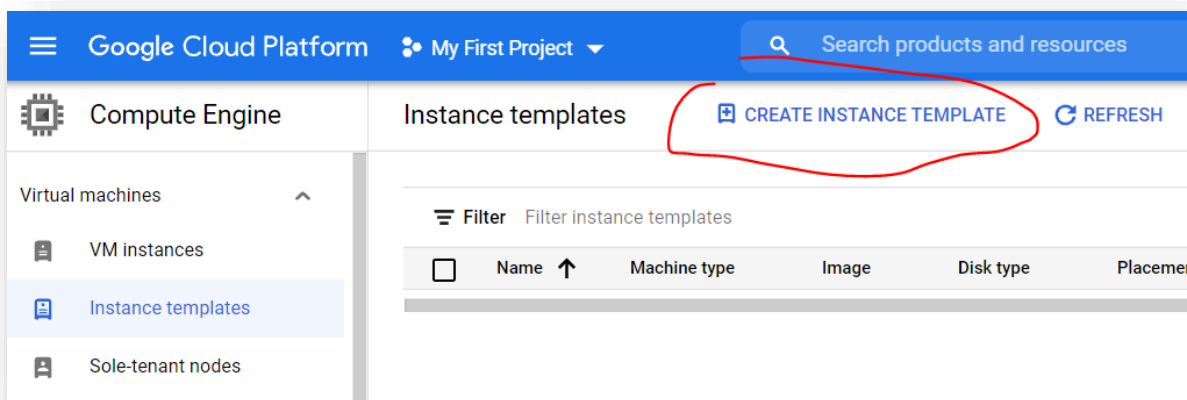 Google Cloud Platform My First Project Search products and resources
Compute Engine Instance templates CREATE INSTANCE TEMPLATE REFRESH
Virtual machines
Filter Filter instance templates
VM instances
Name Machine type Image Disk type Placeme
Instance templates
Sole-tenant nodes